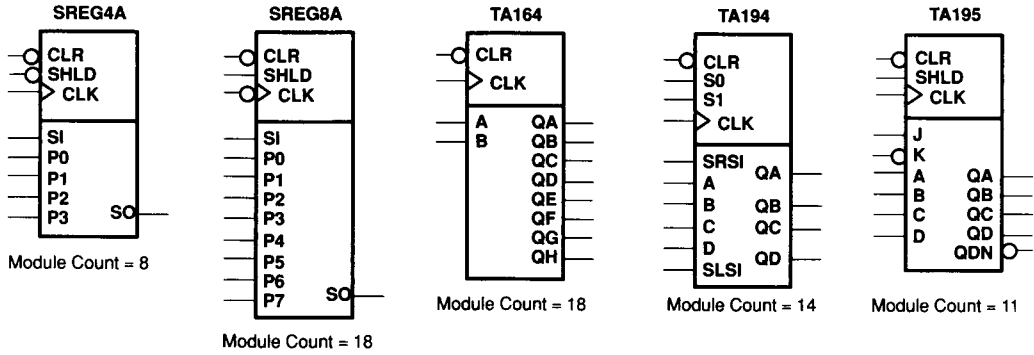 SREG4A
CLR
SHLD
CLK
SI
P0
P1
P2
P3
SO
Module Count = 8
SREG8A
CLR
SHLD
CLK
SI
P0
P1
P2
P3
P4
P5
P6
P7
SO
Module Count = 18
TA164
CLR
CLK
A QA
B QB
QC
QD
QE
QF
QG
QH
Module Count = 18
TA194
CLR
S0
S1
CLK
SRSI
A QA
B QB
C QC
D QD
SLSI
Module Count = 14
TA195
CLR
SHLD
CLK
J
K
A QA
B QB
C QC
D QD
QDN
Module Count = 11